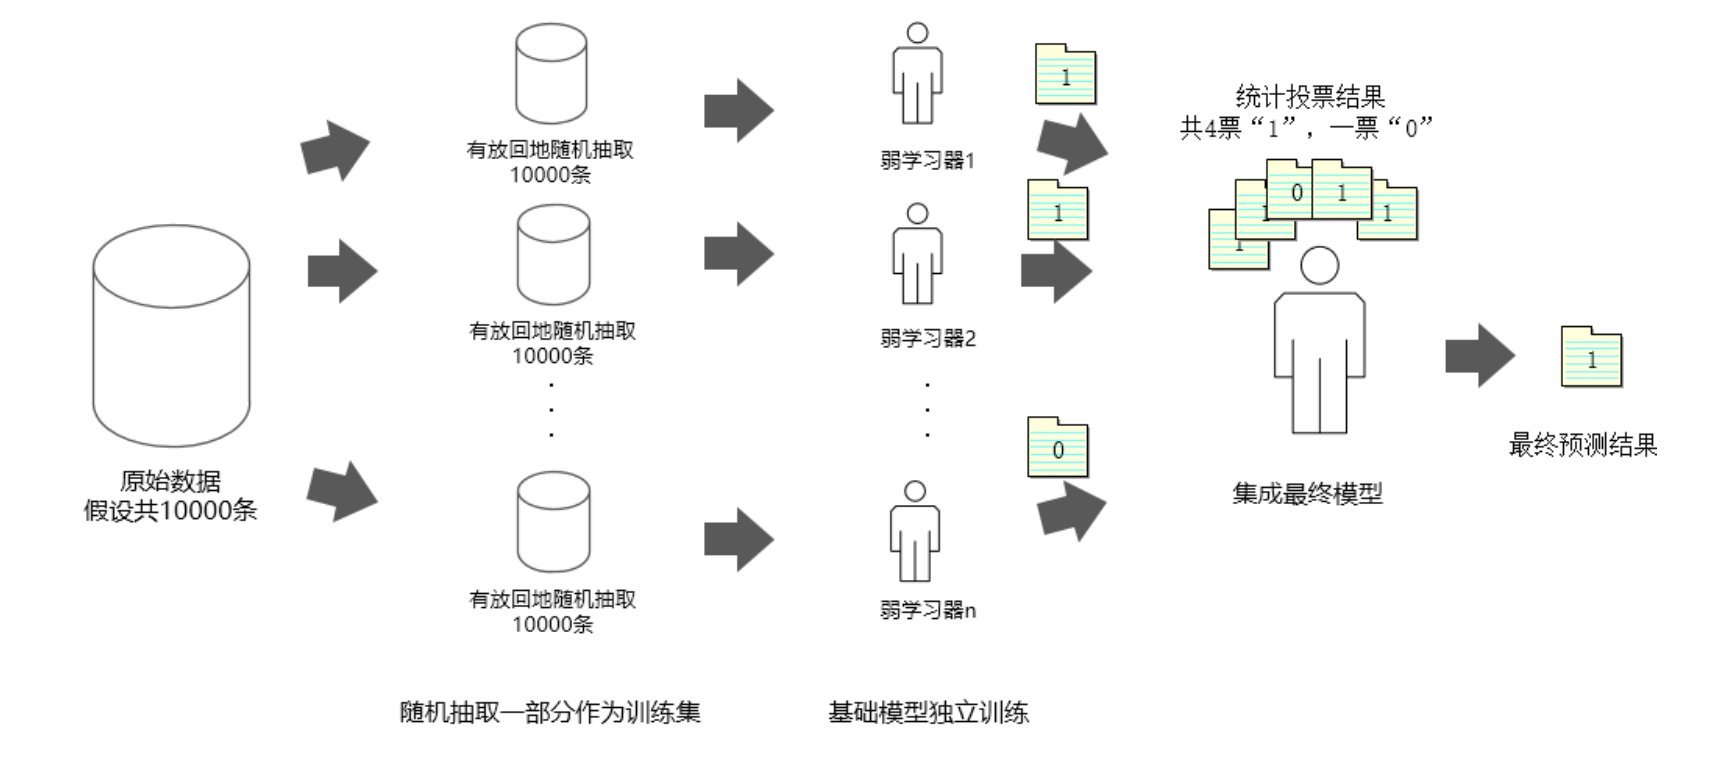 原始数据
假设共10000条
有放回地随机抽取
10000条
有放回地随机抽取
10000条
有放回地随机抽取
10000条
随机抽取一部分作为训练集
弱学习器1
弱学习器2
弱学习器n
基础模型独立训练
1
1
0
统计投票结果
共4票“1”，一票“0”
1
1
0
1
1
集成最终模型
1
最终预测结果